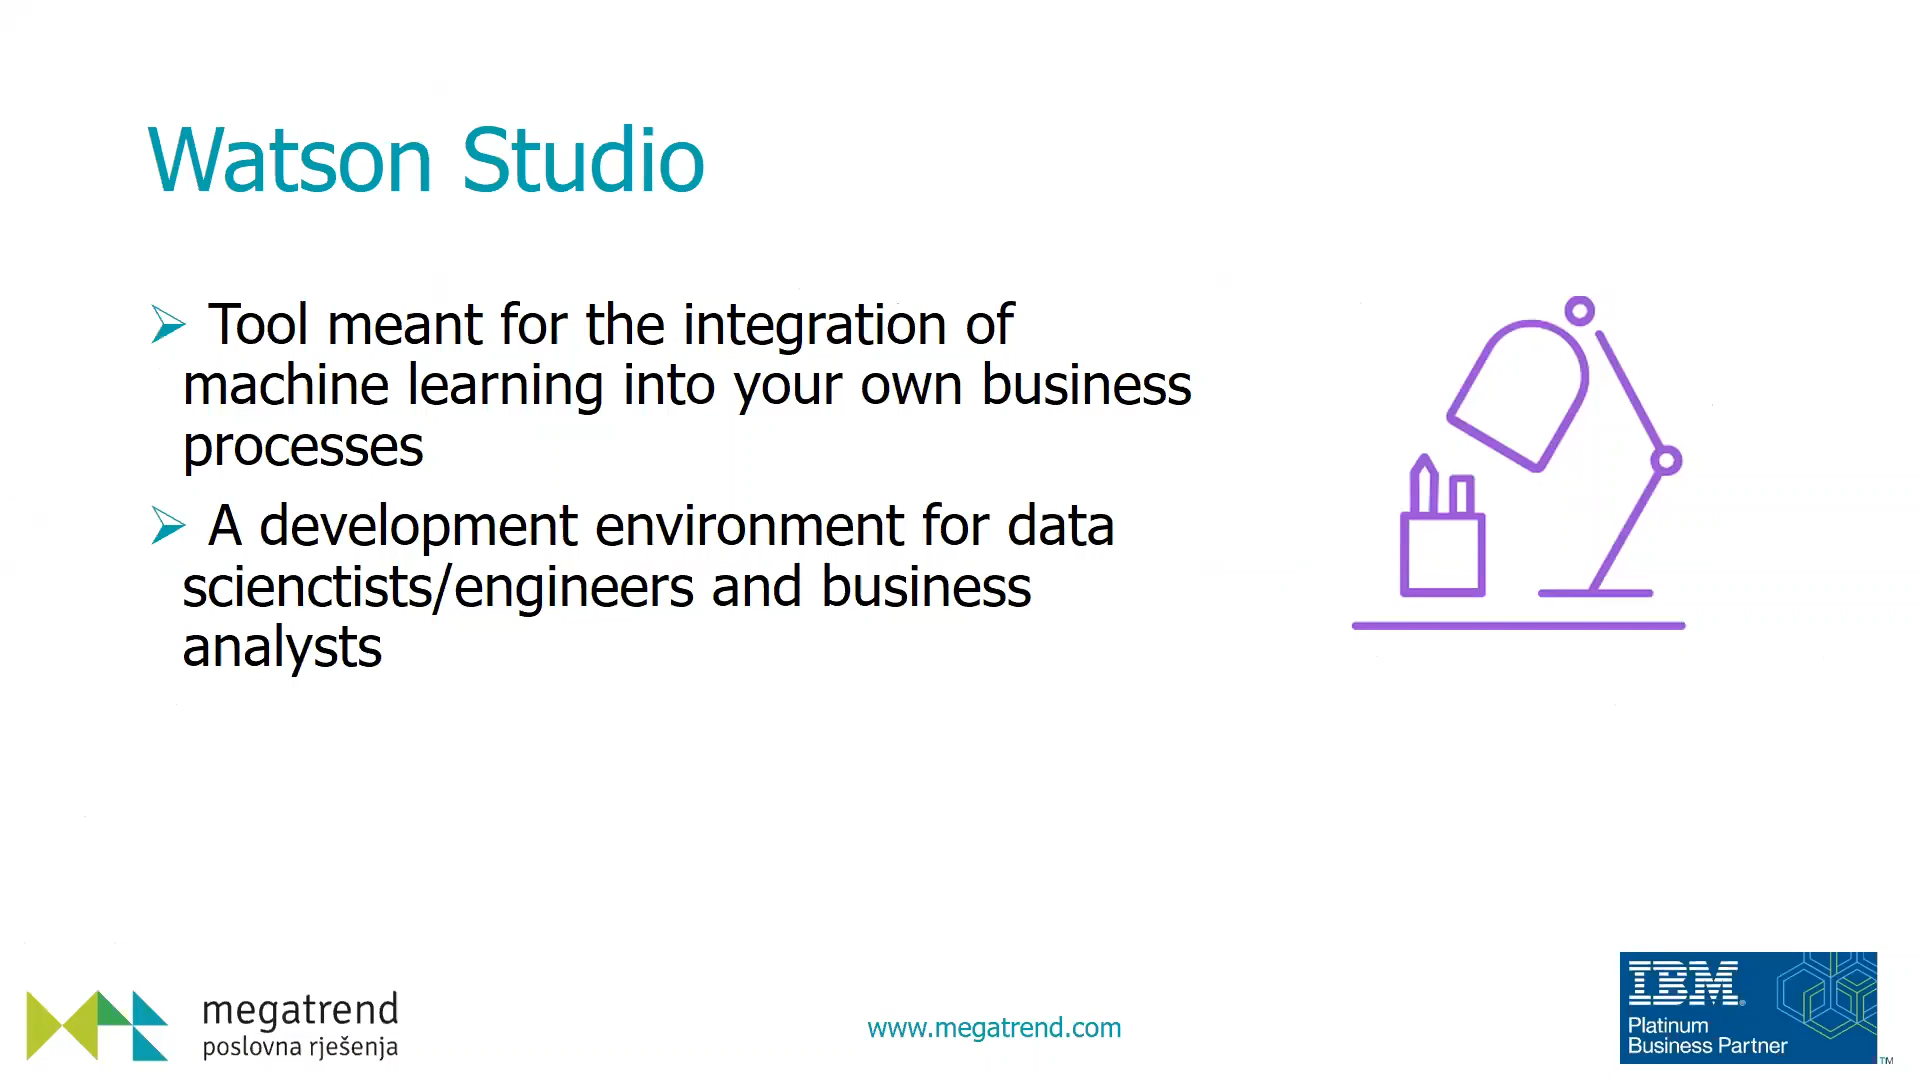 Watson Studio
Tool meant for the integration of
machine learning into your own business
processes
A development environment for data
scienctists/engineers and business
analysts
megatrend
poslovna rješenja
www.megatrend.com
IBM®
Platinum
Business Partner
TM